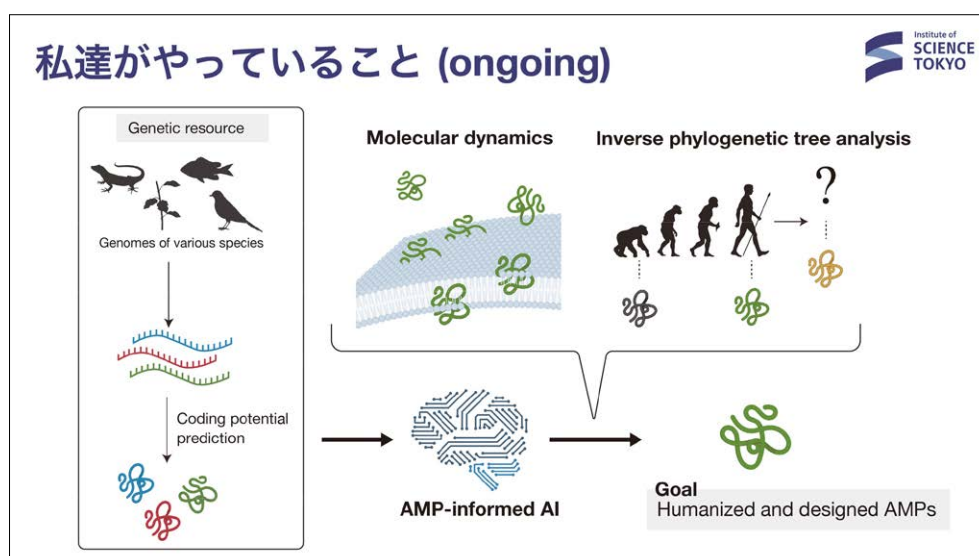 私達がやっていること (ongoing)
Institute of
SCIENCE
TOKYO
Genetic resource
Genomes of various species
Coding potential
prediction
Molecular dynamics
Inverse phylogenetic tree analysis
?
AMP-informed AI
Goal
Humanized and designed AMPs